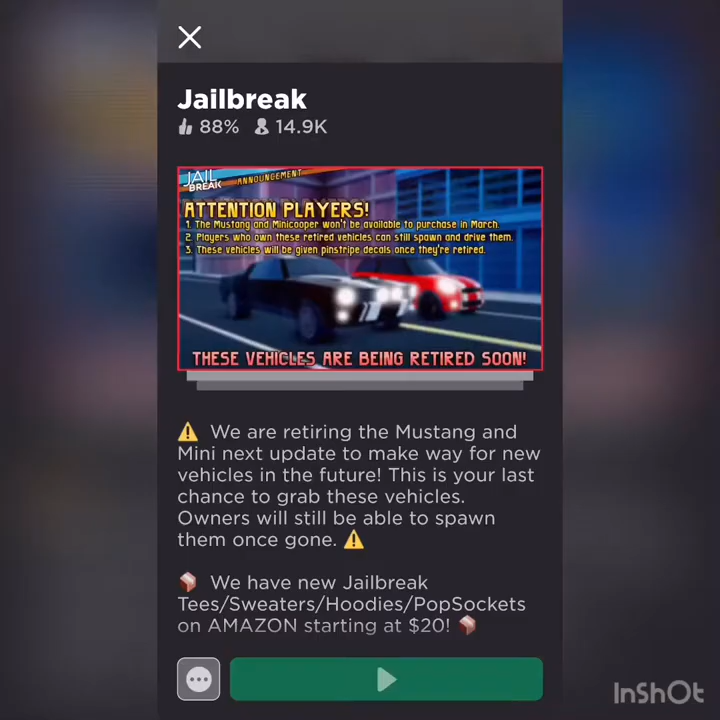 Jailbreak
88% 14.9K
JAIL
BREAK
ANNOUNCEMENT
ATTENTION PLAYERS!
1. The Mustang and Minicooper won't be available to purchase in March.
2. Players who own these retired vehicles can still spawn and drive them.
3. These vehicles will be given pinstripe decals once they're retired.
THESE VEHICLES ARE BEING RETIRED SOON!
⚠️ We are retiring the Mustang and
Mini next update to make way for new
vehicles in the future! This is your last
chance to grab these vehicles.
Owners will still be able to spawn
them once gone. ⚠️
📦 We have new Jailbreak
Tees/Sweaters/Hoodies/PopSockets
on AMAZON starting at $20! 📦
InShOt